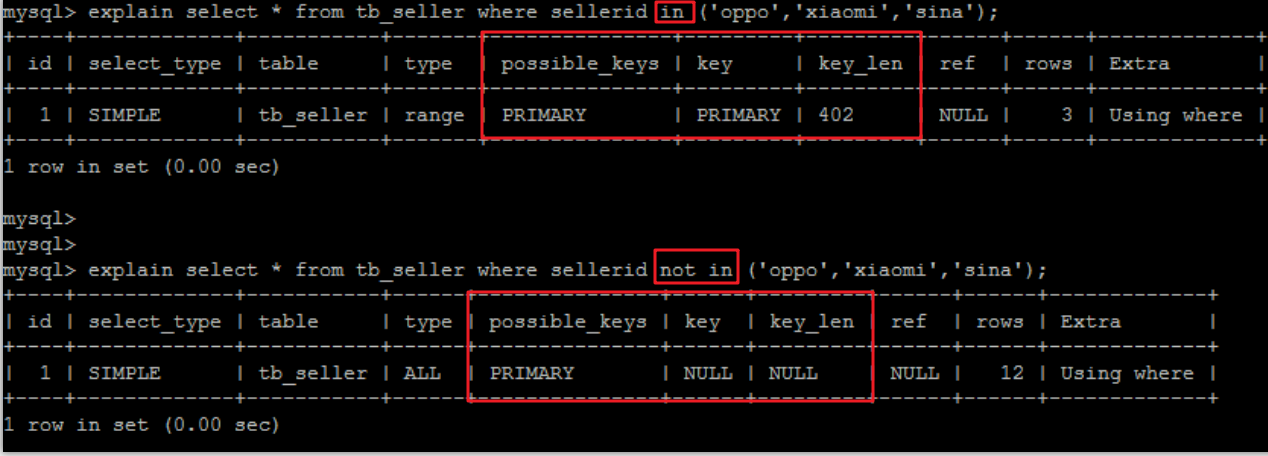 mysql> explain select * from tb_seller where sellerid in ('oppo','xiaomi','sina');
+----+-------------+-----------+-------+---------------+---------+---------+------+------+-------------+
| id | select_type | table     | type  | possible_keys | key     | key_len | ref  | rows | Extra       |
+----+-------------+-----------+-------+---------------+---------+---------+------+------+-------------+
|  1 | SIMPLE      | tb_seller | range | PRIMARY       | PRIMARY | 402     | NULL |    3 | Using where |
+----+-------------+-----------+-------+---------------+---------+---------+------+------+-------------+
1 row in set (0.00 sec)
mysql>
mysql>
mysql> explain select * from tb_seller where sellerid not in ('oppo','xiaomi','sina');
+----+-------------+-----------+------+---------------+------+---------+------+------+-------------+
| id | select_type | table     | type | possible_keys | key  | key_len | ref  | rows | Extra       |
+----+-------------+-----------+------+---------------+------+---------+------+------+-------------+
|  1 | SIMPLE      | tb_seller | ALL  | PRIMARY       | NULL | NULL    | NULL |   12 | Using where |
+----+-------------+-----------+------+---------------+------+---------+------+------+-------------+
1 row in set (0.00 sec)